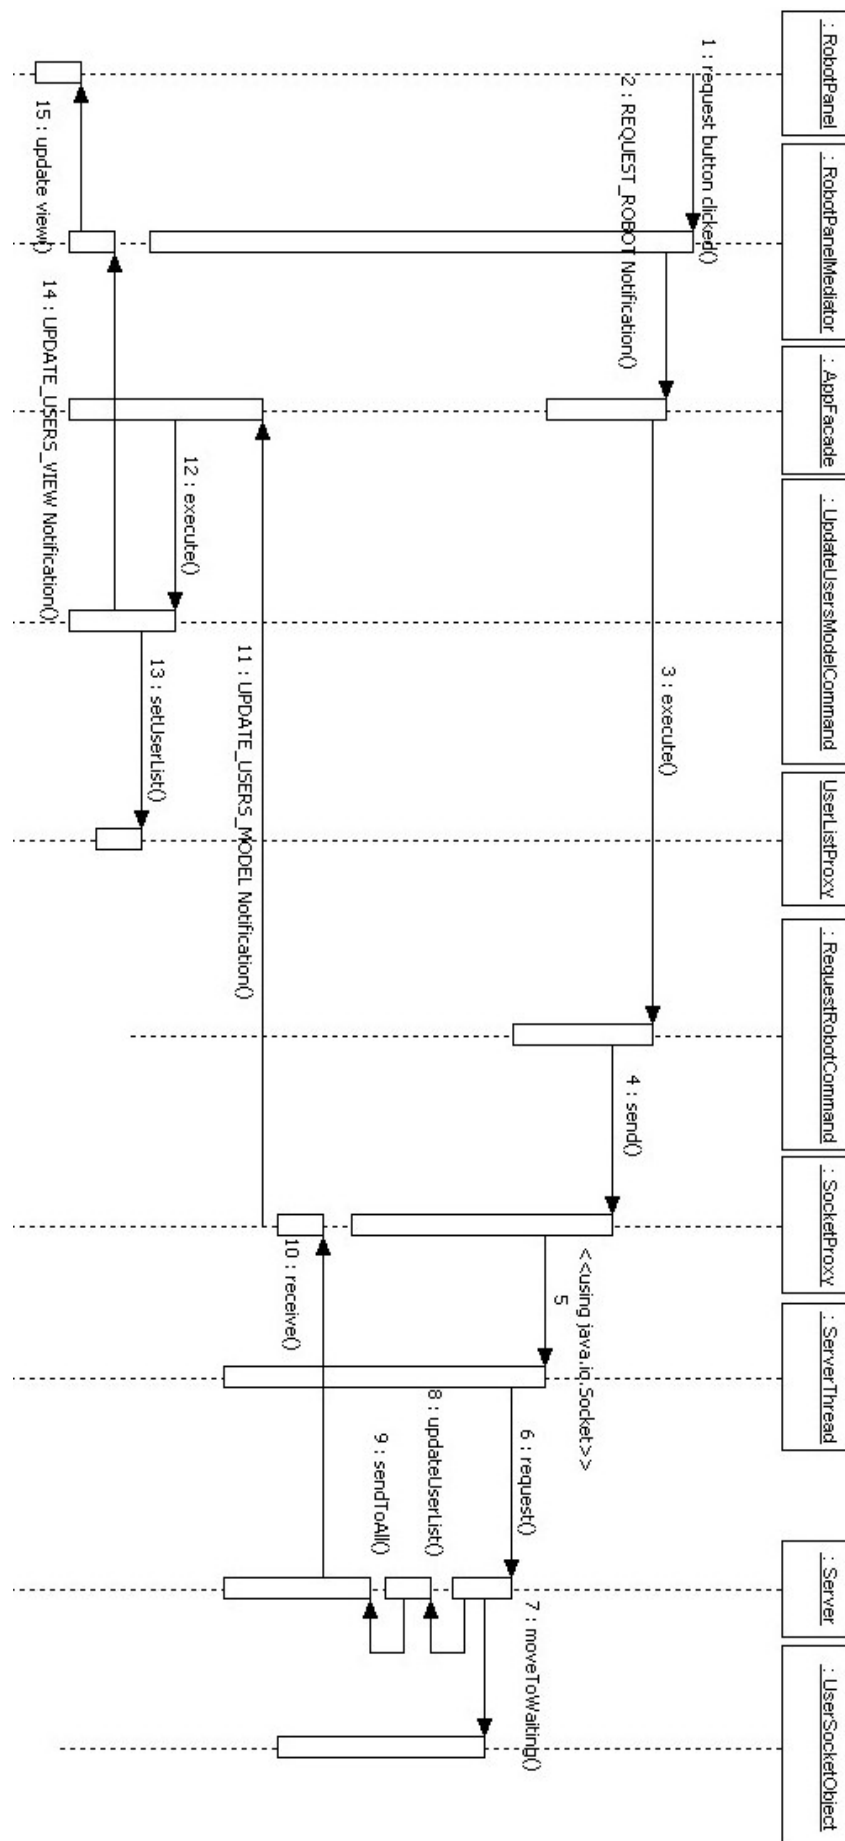 : RobotPanel
: RobotPanelMediator
: AppFacade
: UpdateUsersModelCommand
UserListProxy
: RequestRobotCommand
: SocketProxy
: ServerThread
: Server
: UserSocketObject
1 : request button clicked()
2 : REQUEST_ROBOT Notification()
3 : execute()
4 : send()
<<using java.io.Socket>>
5
6 : request()
7 : moveToWaiting()
8 : updateUserList()
9 : sendToAll()
10 : receive()
11 : UPDATE_USERS_MODEL Notification()
12 : execute()
13 : setUserList()
14 : UPDATE_USERS_VIEW Notification()
15 : update view()